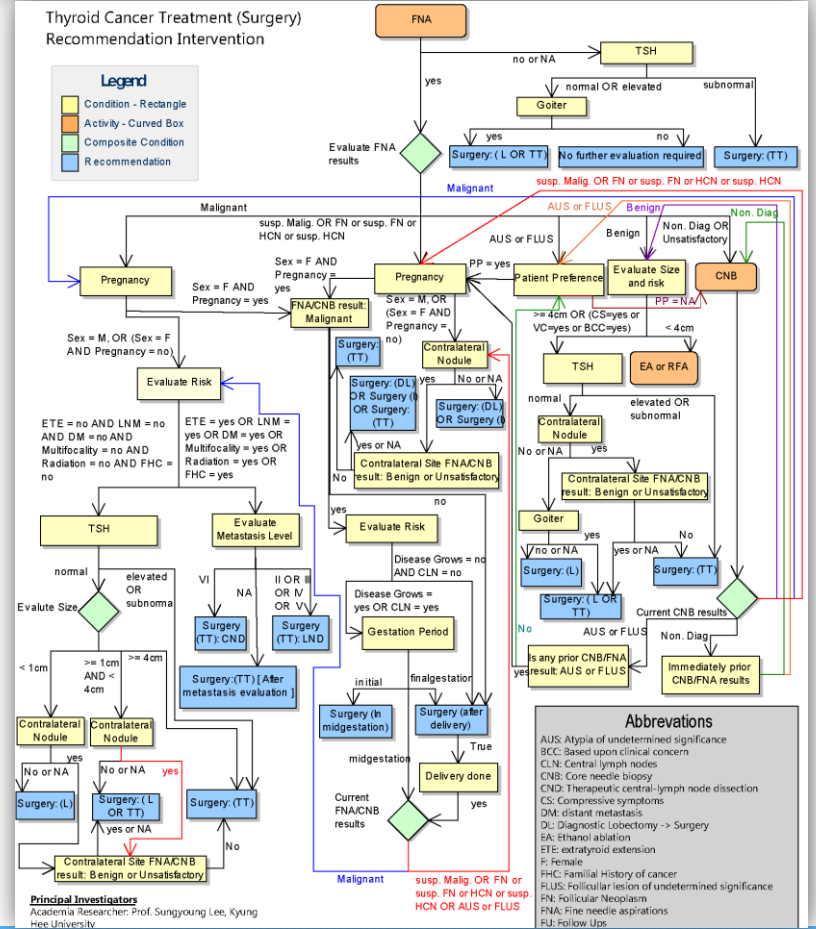 Thyroid Cancer Treatment (Surgery)
Recommendation Intervention
Legend
Condition - Rectangle
Activity - Curved Box
Composite Condition
Recommendation
FNA
no or NA
TSH
yes
normal OR elevated
subnormal
Goiter
yes
no
Evaluate FNA
results
Surgery: ( L OR TT)
No further evaluation required
Surgery: (TT)
susp. Malig. OR FN or susp. FN or HCN or susp. HCN
Malignant
Malignant
AUS or FLUS
Benign
Non. Diag
susp. Malig. OR FN or susp. FN or
HCN or susp. HCN
AUS or FLUS
Benign
Non. Diag OR
Unsatisfactory
Pregnancy
Sex = F AND
Pregnancy = yes
Sex = F AND
Pregnancy =
yes
Pregnancy
PP = yes
Patient Preference
Evaluate Size
and risk
CNB
PP = NA
FNA/CNB result:
Malignant
Sex = M, OR
(Sex = F AND
Pregnancy =
no)
>= 4cm OR (CS=yes or
VC=yes or BCC=yes)
< 4cm
Sex = M, OR (Sex = F
AND Pregnancy = no)
Surgery:
(TT)
Contralateral
Nodule
TSH
EA or RFA
Evaluate Risk
yes
No or NA
normal
elevated OR
subnormal
Surgery: (DL)
OR Surgery (l
OR Surgery:
(TT)
Surgery: (DL)
OR Surgery (l
ETE = no AND LNM = no
AND DM = no AND
Multifocality = no AND
Radiation = no AND FHC =
no
ETE = yes OR LNM =
yes OR DM = yes OR
Multifocality = yes OR
Radiation = yes OR
FHC = yes
Contralateral
Nodule
No or NA
yes
yes or NA
No
Contralateral Site FNA/CNB
result: Benign or Unsatisfactory
Contralateral Site FNA/CNB
result: Benign or Unsatisfactory
no
yes
TSH
Evaluate
Metastasis Level
Evaluate Risk
Goiter
yes
No
no or NA
yes or NA
Disease Grows = no
AND CLN = no
Surgery: (L)
Surgery: (TT)
normal
elevated
OR
subnorma
VI
NA
II OR III
OR IV
OR V
Disease Grows =
yes OR CLN = yes
Surgery: ( L OR
TT)
Evalute Size
Surgery
(TT): CND
Surgery
(TT): LND
Gestation Period
Current CNB results
No
AUS or FLUS
Non. Diag.
< 1cm
>= 1cm
AND <
4cm
>= 4cm
Surgery:(TT) [ After
metastasis evaluation ]
initial
finalgestation
yes
Is any prior CNB/FNA
result: AUS or FLUS
Immediately prior
CNB/FNA results
Surgery (In
midgestation)
Surgery (after
delivery)
Contralateral
Nodule
Contralateral
Nodule
yes
No or NA
No or NA
yes
midgestation
True
Delivery done
yes
Surgery: (L)
Surgery: ( L
OR TT)
Surgery: (TT)
Current
FNA/CNB
results
yes or NA
No
Contralateral Site FNA/CNB
result: Benign or Unsatisfactory
Malignant
susp. Malig. OR FN or
susp. FN or HCN or susp.
HCN OR AUS or FLUS
Abbrevations
AUS: Atypia of undetermined significance
BCC: Based upon clinical concern
CLN: Central lymph nodes
CNB: Core needle biopsy
CND: Therapeutic central-lymph node dissection
CS: Compressive symptoms
DM: distant metastasis
DL: Diagnostic Lobectomy -> Surgery
EA: Ethanol ablation
ETE: extratyroid extension
F: Female
FHC: Familial History of cancer
FLUS: Follicullar lesion of undetermined significance
FN: Follicular Neoplasm
FNA: Fine needle aspirations
FU: Follow Ups
Principal Investigators
Academia Researcher: Prof. Sungyoung Lee, Kyung
Hee University